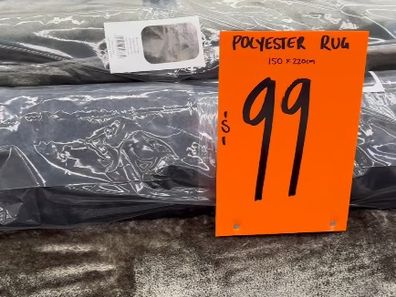 POLYESTER RUG
150 x 220cm
$99